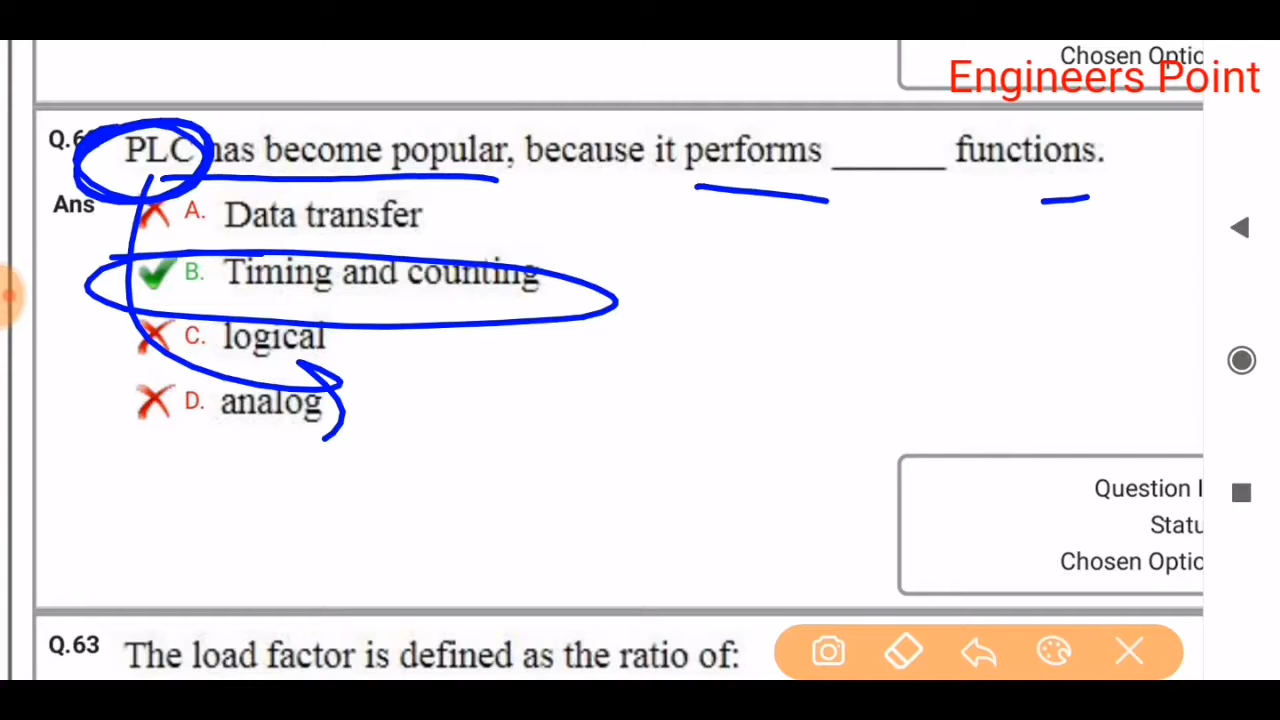 Chosen Optic
Engineers Point
Q.6
PLC has become popular, because it performs ______ functions.
Ans
A. Data transfer
B. Timing and counting
C. logical
D. analog
Question I
Statu
Chosen Optic
Q.63 The load factor is defined as the ratio of: